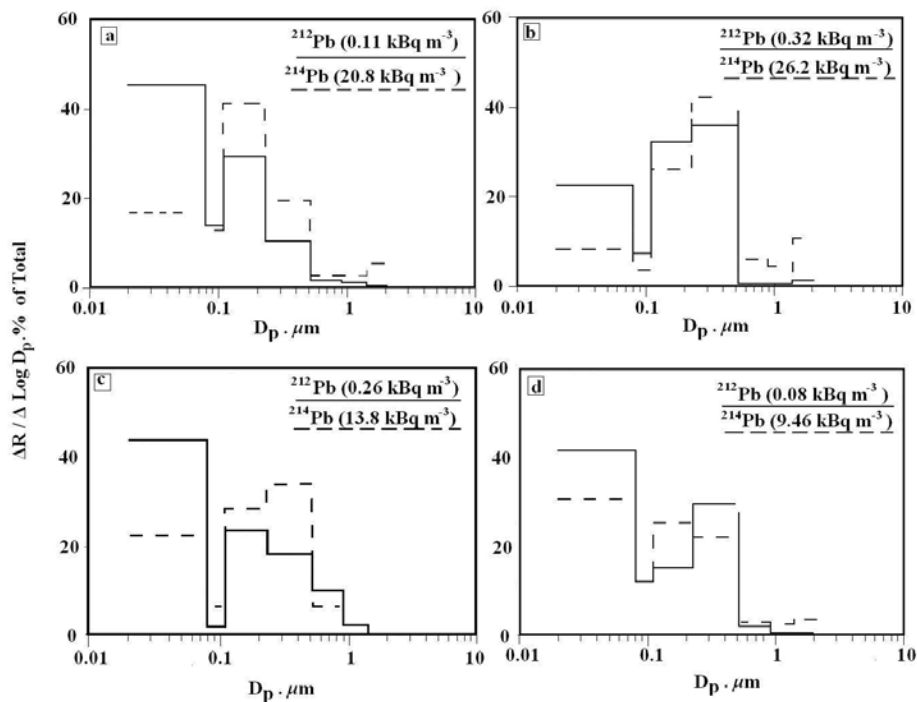 ΔR / Δ Log Dp.% of Total
a
60
40
20
0
²¹²Pb (0.11 kBq m⁻³)
²¹⁴Pb (20.8 kBq m⁻³ )
0.01 0.1 1 10
Dp . μm
b
60
40
20
0
²¹²Pb (0.32 kBq m⁻³)
²¹⁴Pb (26.2 kBq m⁻³)
0.01 0.1 1 10
Dp . μm
c
60
40
20
0
²¹²Pb (0.26 kBq m⁻³)
²¹⁴Pb (13.8 kBq m⁻³)
0.01 0.1 1 10
Dp . μm
d
60
40
20
0
²¹²Pb (0.08 kBq m⁻³)
²¹⁴Pb (9.46 kBq m⁻³)
0.01 0.1 1 10
Dp . μm